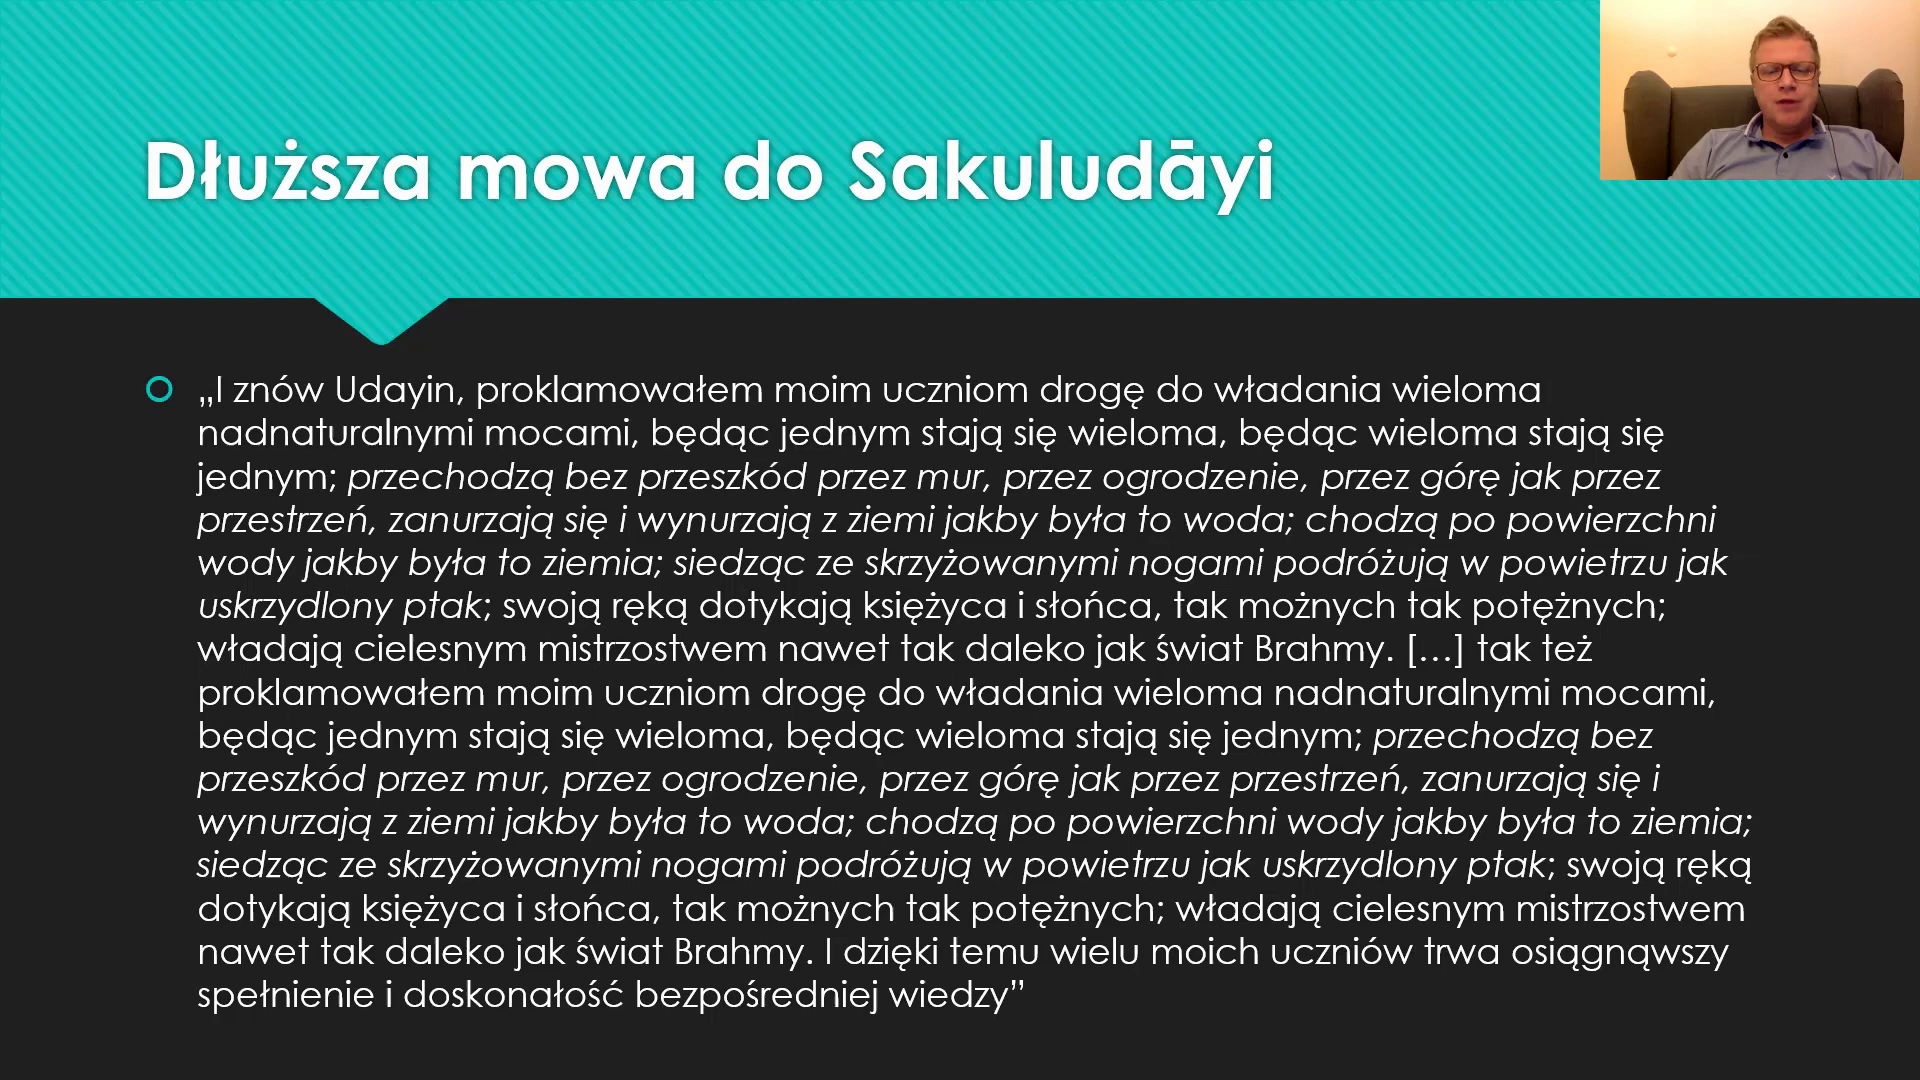 Dłuższa mowa do Sakuludāyi
„I znów Udayin, proklamowałem moim uczniom drogę do władania wieloma
nadnaturalnymi mocami, będąc jednym stają się wieloma, będąc wieloma stają się
jednym; przechodzą bez przeszkód przez mur, przez ogrodzenie, przez górę jak przez
przestrzeń, zanurzają się i wynurzają z ziemi jakby była to woda; chodzą po powierzchni
wody jakby była to ziemia; siedząc ze skrzyżowanymi nogami podróżują w powietrzu jak
uskrzydlony ptak; swoją ręką dotykają księżyca i słońca, tak możnych tak potężnych;
władają cielesnym mistrzostwem nawet tak daleko jak świat Brahmy. […] tak też
proklamowałem moim uczniom drogę do władania wieloma nadnaturalnymi mocami,
będąc jednym stają się wieloma, będąc wieloma stają się jednym; przechodzą bez
przeszkód przez mur, przez ogrodzenie, przez górę jak przez przestrzeń, zanurzają się i
wynurzają z ziemi jakby była to woda; chodzą po powierzchni wody jakby była to ziemia;
siedząc ze skrzyżowanymi nogami podróżują w powietrzu jak uskrzydlony ptak; swoją ręką
dotykają księżyca i słońca, tak możnych tak potężnych; władają cielesnym mistrzostwem
nawet tak daleko jak świat Brahmy. I dzięki temu wielu moich uczniów trwa osiągnąwszy
spełnienie i doskonałość bezpośredniej wiedzy”